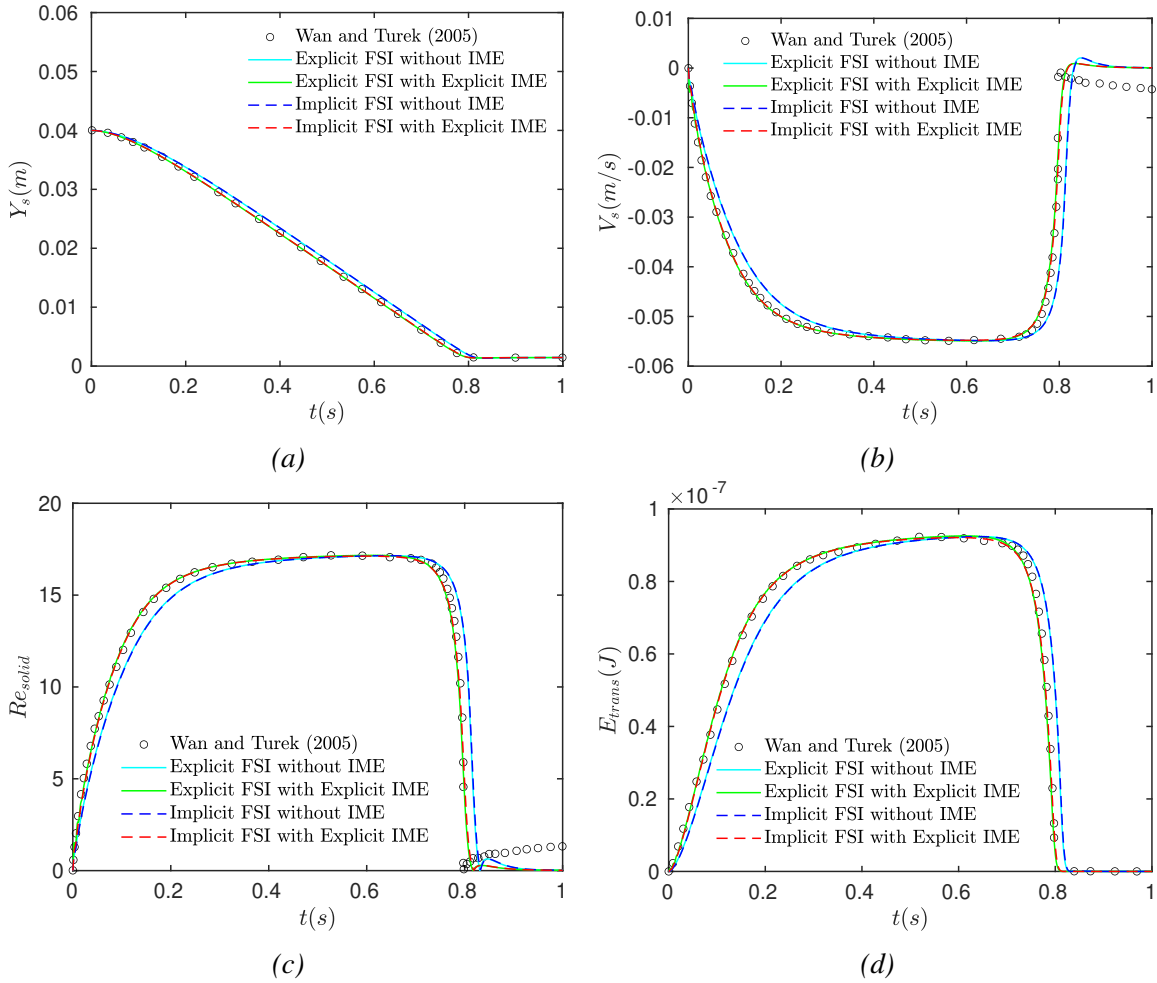 0.06
0.05
0.04
0.03
0.02
0.01
0
Y_s(m)
Wan and Turek (2005)
Explicit FSI without IME
Explicit FSI with Explicit IME
Implicit FSI without IME
Implicit FSI with Explicit IME
0 0.2 0.4 0.6 0.8 1
t(s)
(a)
0.01
0
-0.01
-0.02
-0.03
-0.04
-0.05
-0.06
V_s(m/s)
Wan and Turek (2005)
Explicit FSI without IME
Explicit FSI with Explicit IME
Implicit FSI without IME
Implicit FSI with Explicit IME
0 0.2 0.4 0.6 0.8 1
t(s)
(b)
20
15
10
5
0
Re_{solid}
Wan and Turek (2005)
Explicit FSI without IME
Explicit FSI with Explicit IME
Implicit FSI without IME
Implicit FSI with Explicit IME
0 0.2 0.4 0.6 0.8 1
t(s)
(c)
×10^{-7}
1
0.8
0.6
0.4
0.2
0
E_{trans}(J)
Wan and Turek (2005)
Explicit FSI without IME
Explicit FSI with Explicit IME
Implicit FSI without IME
Implicit FSI with Explicit IME
0 0.2 0.4 0.6 0.8 1
t(s)
(d)